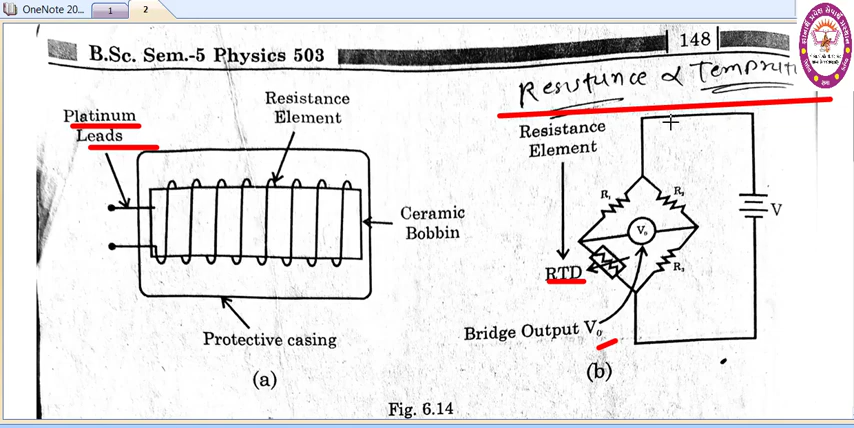 OneNote 20...
1
2
B.Sc. Sem.-5 Physics 503
148
Resistance α Temprat
Platinum
Leads
Resistance
Element
Ceramic
Bobbin
Protective casing
(a)
Resistance
Element
R₁
R₂
V₀
V
RTD
R₃
Bridge Output V₀
(b)
Fig. 6.14